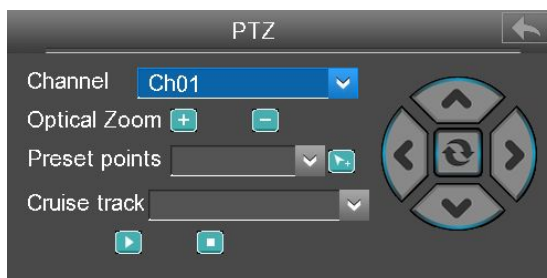 PTZ
Channel Ch01
Optical Zoom
Preset points
Cruise track